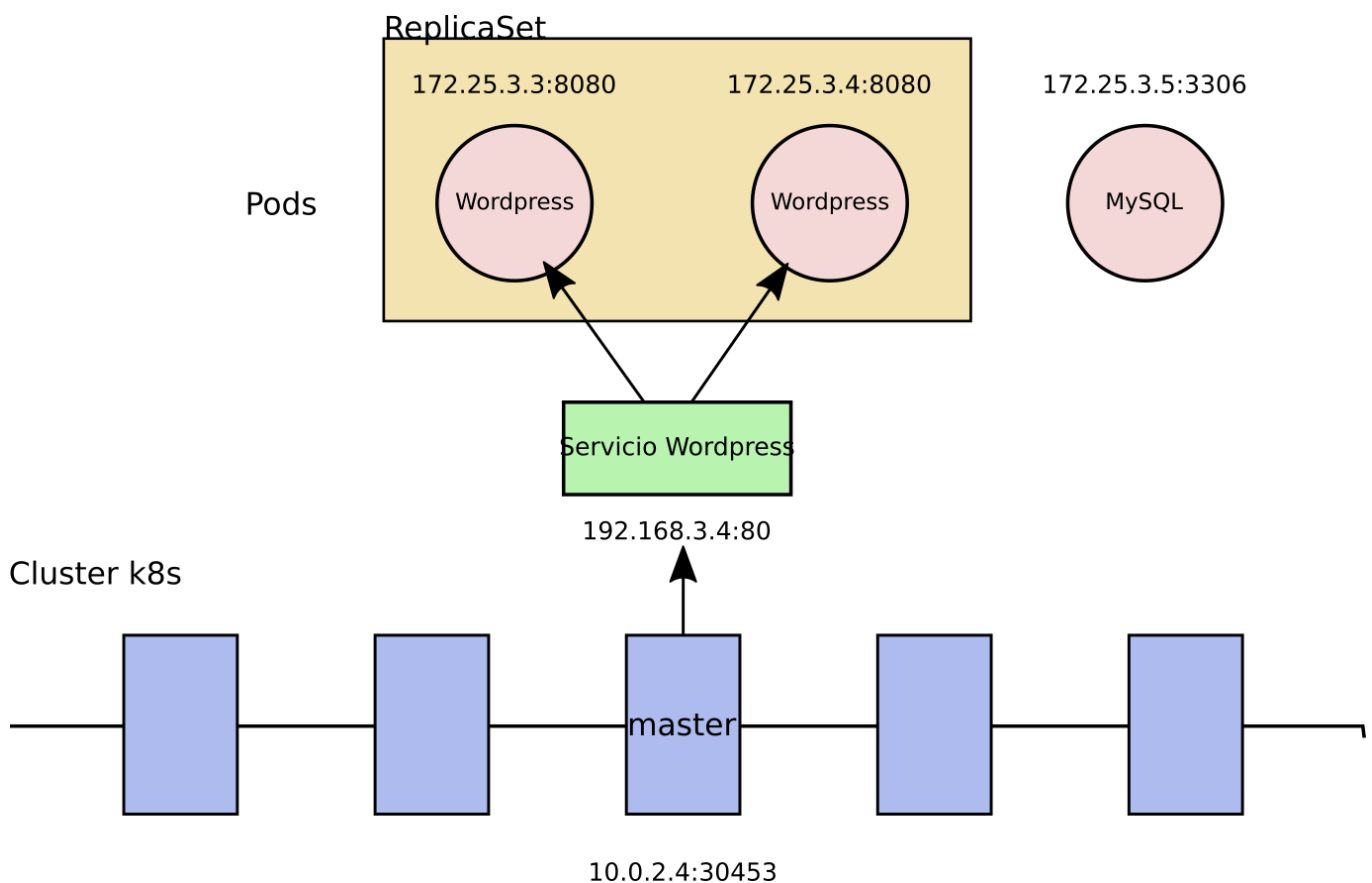 ReplicaSet
172.25.3.3:8080
172.25.3.4:8080
172.25.3.5:3306
Pods
Wordpress
Wordpress
MySQL
Servicio Wordpress
192.168.3.4:80
Cluster k8s
master
10.0.2.4:30453